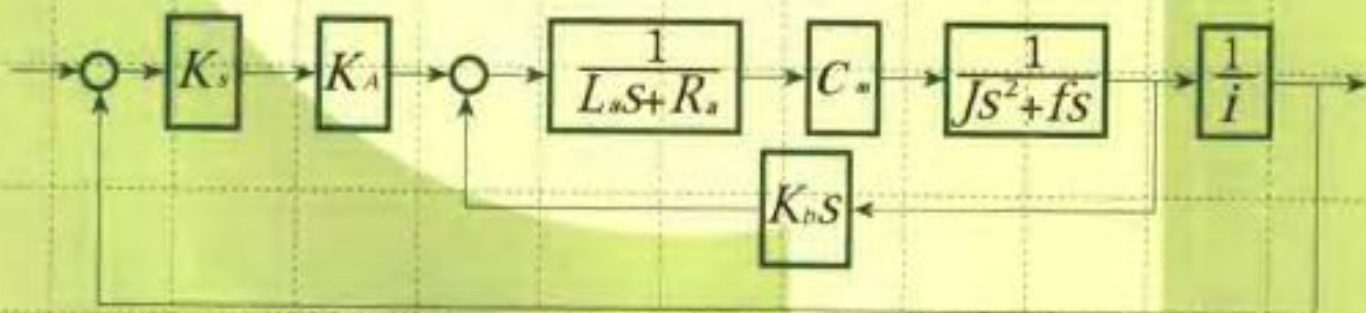 K_s
K_A
1/(L_a s+R_a)
C_m
1/(Js²+fs)
1/i
K_b s